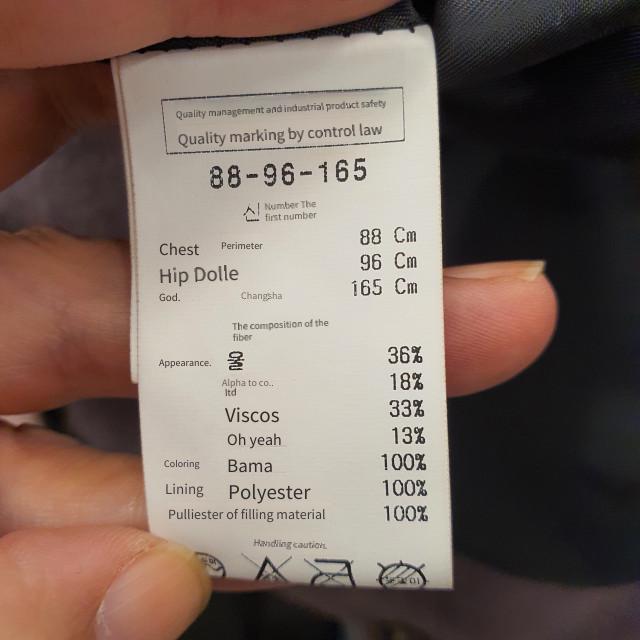 Quality management and industrial product safety
Quality marking by control law
88-96-165
신 Number The
first number
Chest Perimeter 88 Cm
Hip Dolle 96 Cm
God. Changsha 165 Cm
The composition of the
fiber
Appearance. 울 36%
Alpha to co.. 18%
ltd
Viscos 33%
Oh yeah 13%
Coloring Bama 100%
Lining Polyester 100%
Pulliester of filling material 100%
Handling caution.